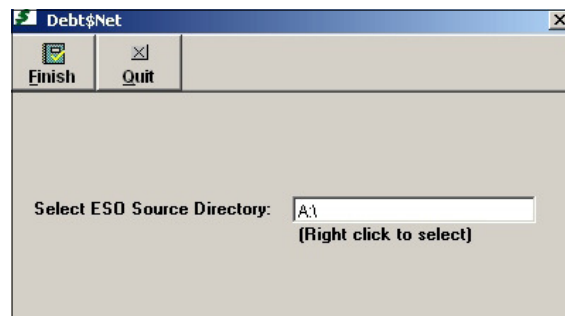 Debt$Net
Finish Quit
Select ESO Source Directory: A:\
(Right click to select)